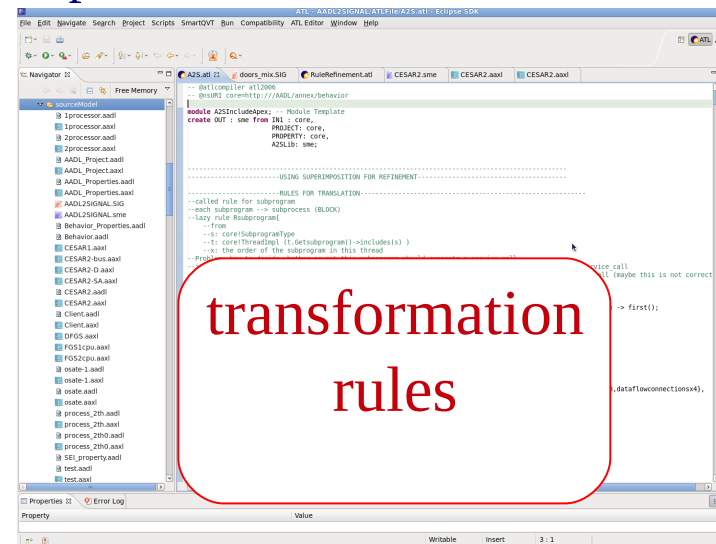 ATL - AADL2SIGNAL/ATLFile/A2S.atl - Eclipse SDK
File Edit Navigate Search Project Scripts SmartQVT Run Compatibility ATL Editor Window Help
ATL
Navigator
A2S.atl doors_mix.SIG RuleRefinement.atl CESAR2.sme CESAR2.aaxl CESAR2.aaxl
Free Memory
sourceModel
1processor.aadl
1processor.aaxl
2processor.aadl
2processor.aaxl
AADL_Project.aadl
AADL_Project.aaxl
AADL_Properties.aadl
AADL_Properties.aaxl
AADL2SIGNAL.SIG
AADL2SIGNAL.sme
Behavior_Properties.aadl
Behavior.aadl
CESAR1.aaxl
CESAR2-bus.aaxl
CESAR2-D.aaxl
CESAR2-SA.aaxl
CESAR2.aadl
CESAR2.aaxl
Client.aadl
Client.aaxl
DFGS.aaxl
FGS1cpu.aaxl
FGS2cpu.aaxl
osate-1.aadl
osate-1.aaxl
osate.aadl
osate.aaxl
process_2th.aadl
process_2th.aaxl
process_2th0.aadl
process_2th0.aaxl
SEI_property.aadl
test.aadl
test.aaxl
-- @atlcompiler atl2006
-- @nsURI core=http:///AADL/annex/behavior
module A2SIncludeApex; -- Module Template
create OUT : sme from IN1 : core,
PROJECT: core,
PROPERTY: core,
A2SLib: sme;
-----------------------USING SUPERIMPOSITION FOR REFINEMENT-------------------------------------
-----------------------RULES FOR TRANSLATION--------------------------------------------------------
--called rule for subprogram
--each subprogram --> subprocess (BLOCK)
--lazy rule Rsubprogram{
--from
--s: core!SubprogramType
--t: core!ThreadImpl (t.Getsubprogram()->includes(s) )
--x: the order of the subprogram in this thread
rvice_call
ll (maybe this is not correct
) -> first();
,dataflowconnectionsx4},
transformation
rules
Properties Error Log
Property Value
Writable Insert 3 : 1